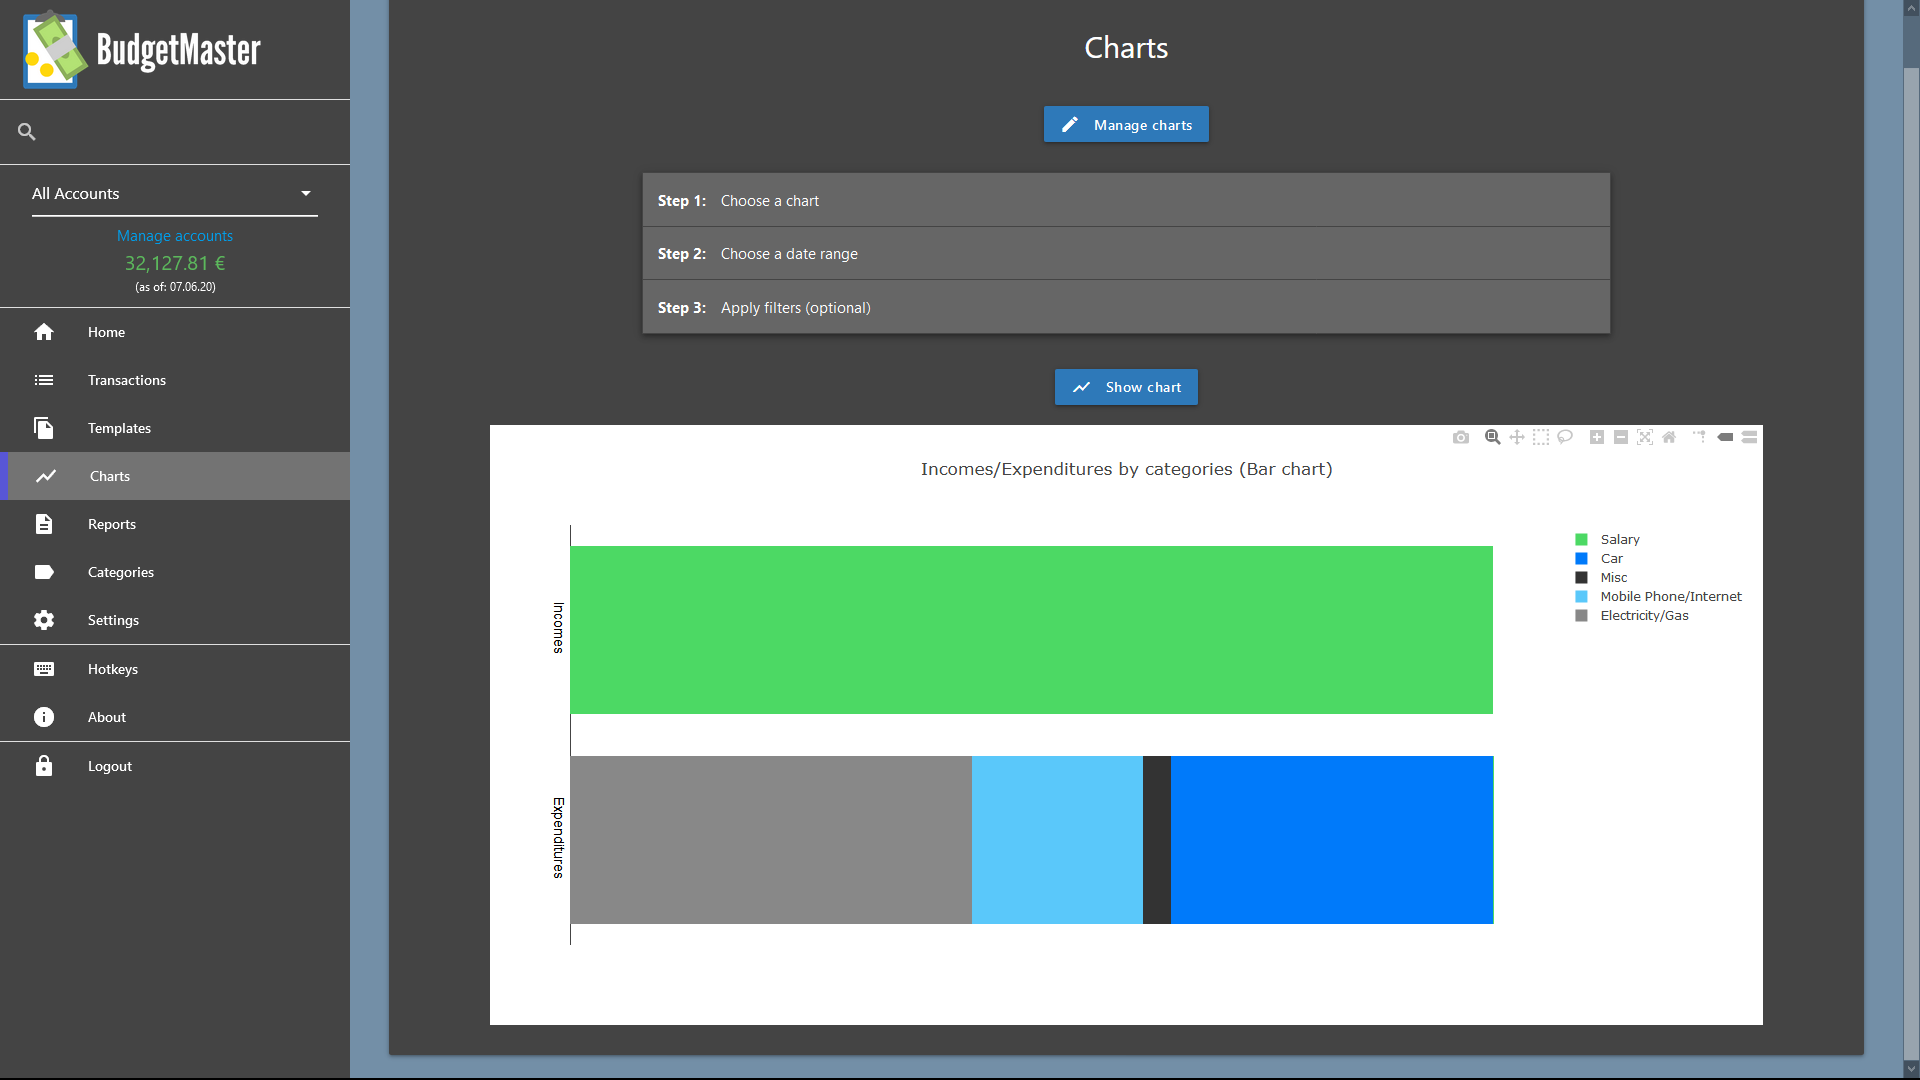 BudgetMaster
All Accounts
Manage accounts
32,127.81 €
(as of: 07.06.20)
Home
Transactions
Templates
Charts
Reports
Categories
Settings
Hotkeys
About
Logout
Charts
Manage charts
Step 1: Choose a chart
Step 2: Choose a date range
Step 3: Apply filters (optional)
Show chart
Incomes/Expenditures by categories (Bar chart)
Incomes
Expenditures
Salary
Car
Misc
Mobile Phone/Internet
Electricity/Gas